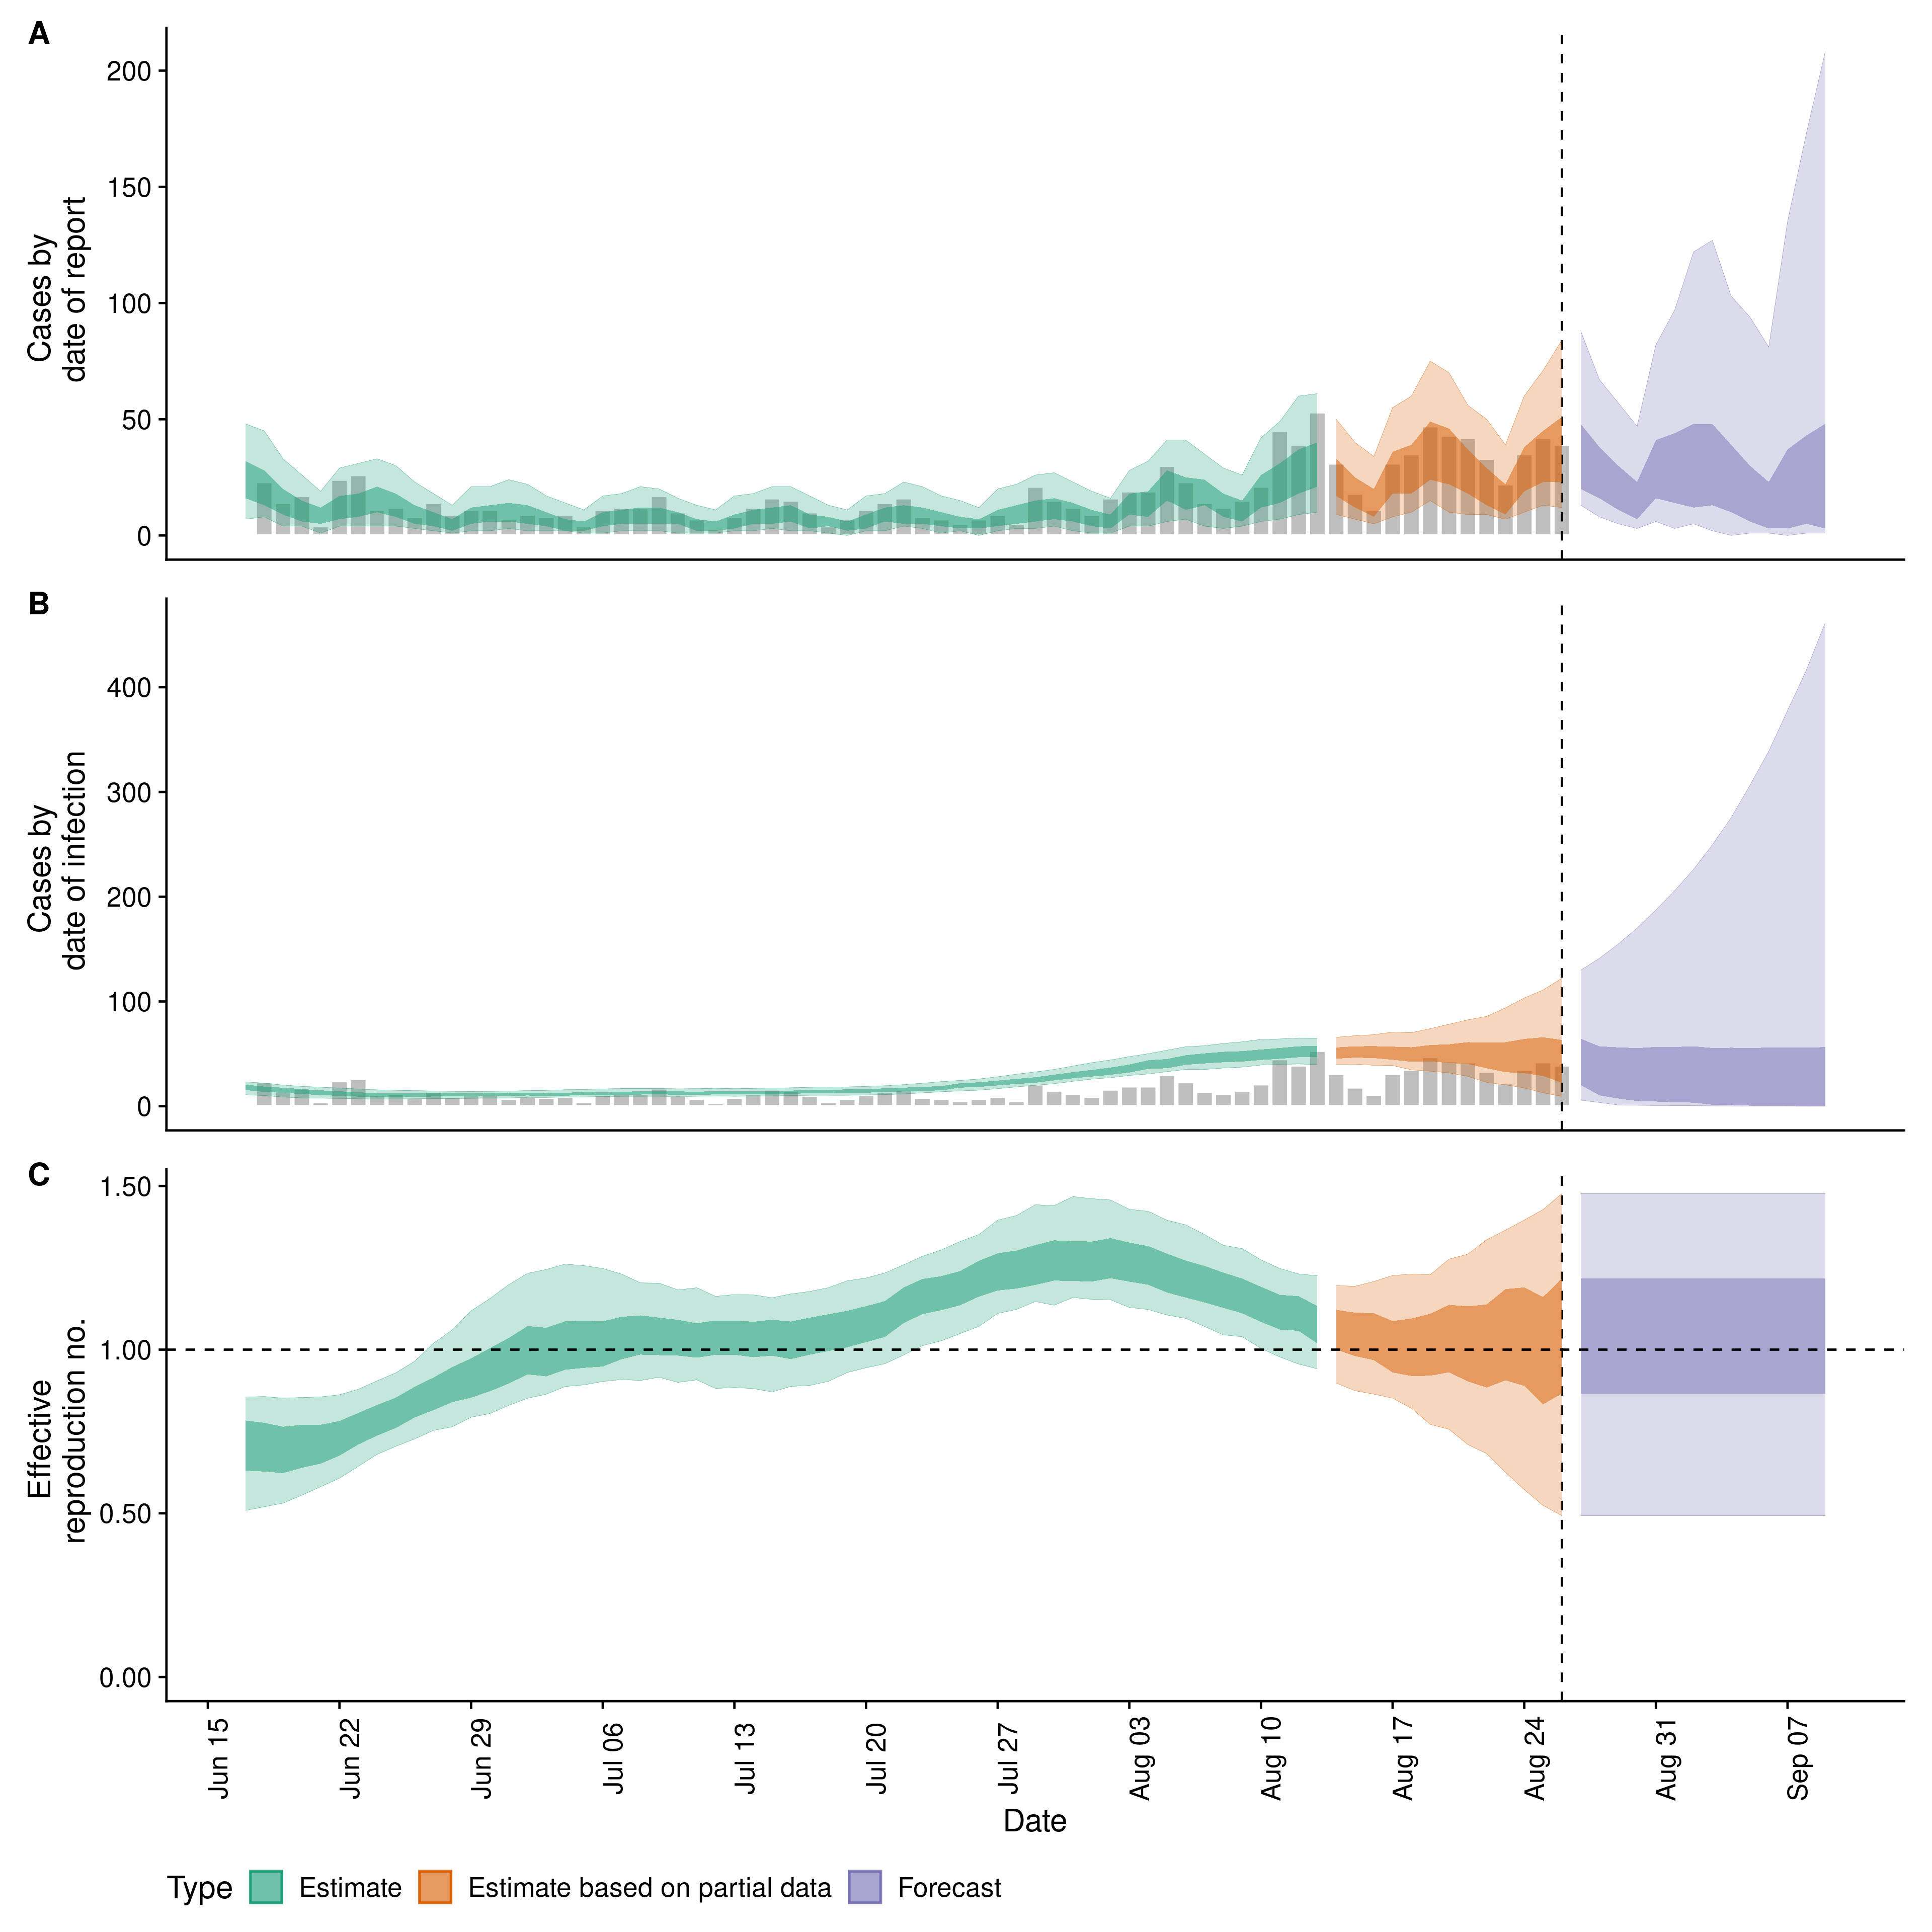 A
200
150
100
50
0
Cases by
date of report
B
400
300
200
100
0
Cases by
date of infection
C
1.50
1.00
0.50
0.00
Effective
reproduction no.
Jun 15
Jun 22
Jun 29
Jul 06
Jul 13
Jul 20
Jul 27
Aug 03
Aug 10
Aug 17
Aug 24
Aug 31
Sep 07
Date
Type Estimate Estimate based on partial data Forecast